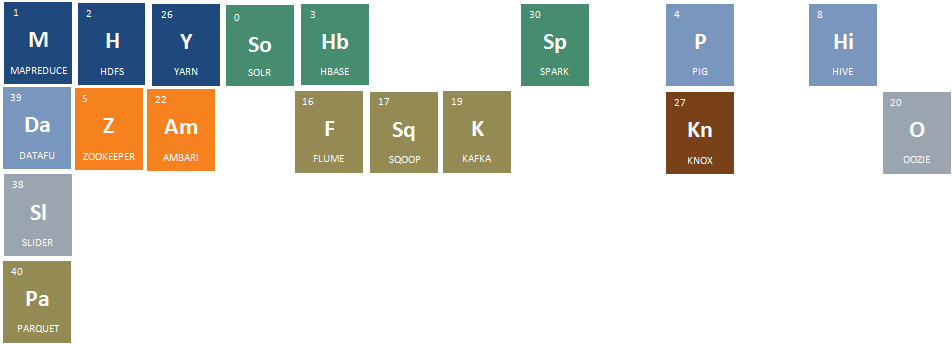 1
M
MAPREDUCE
2
H
HDFS
26
Y
YARN
0
So
SOLR
3
Hb
HBASE
30
Sp
SPARK
4
P
PIG
8
Hi
HIVE
39
Da
DATAFU
5
Z
ZOOKEEPER
22
Am
AMBARI
16
F
FLUME
17
Sq
SQOOP
19
K
KAFKA
27
Kn
KNOX
20
O
OOZIE
38
Sl
SLIDER
40
Pa
PARQUET